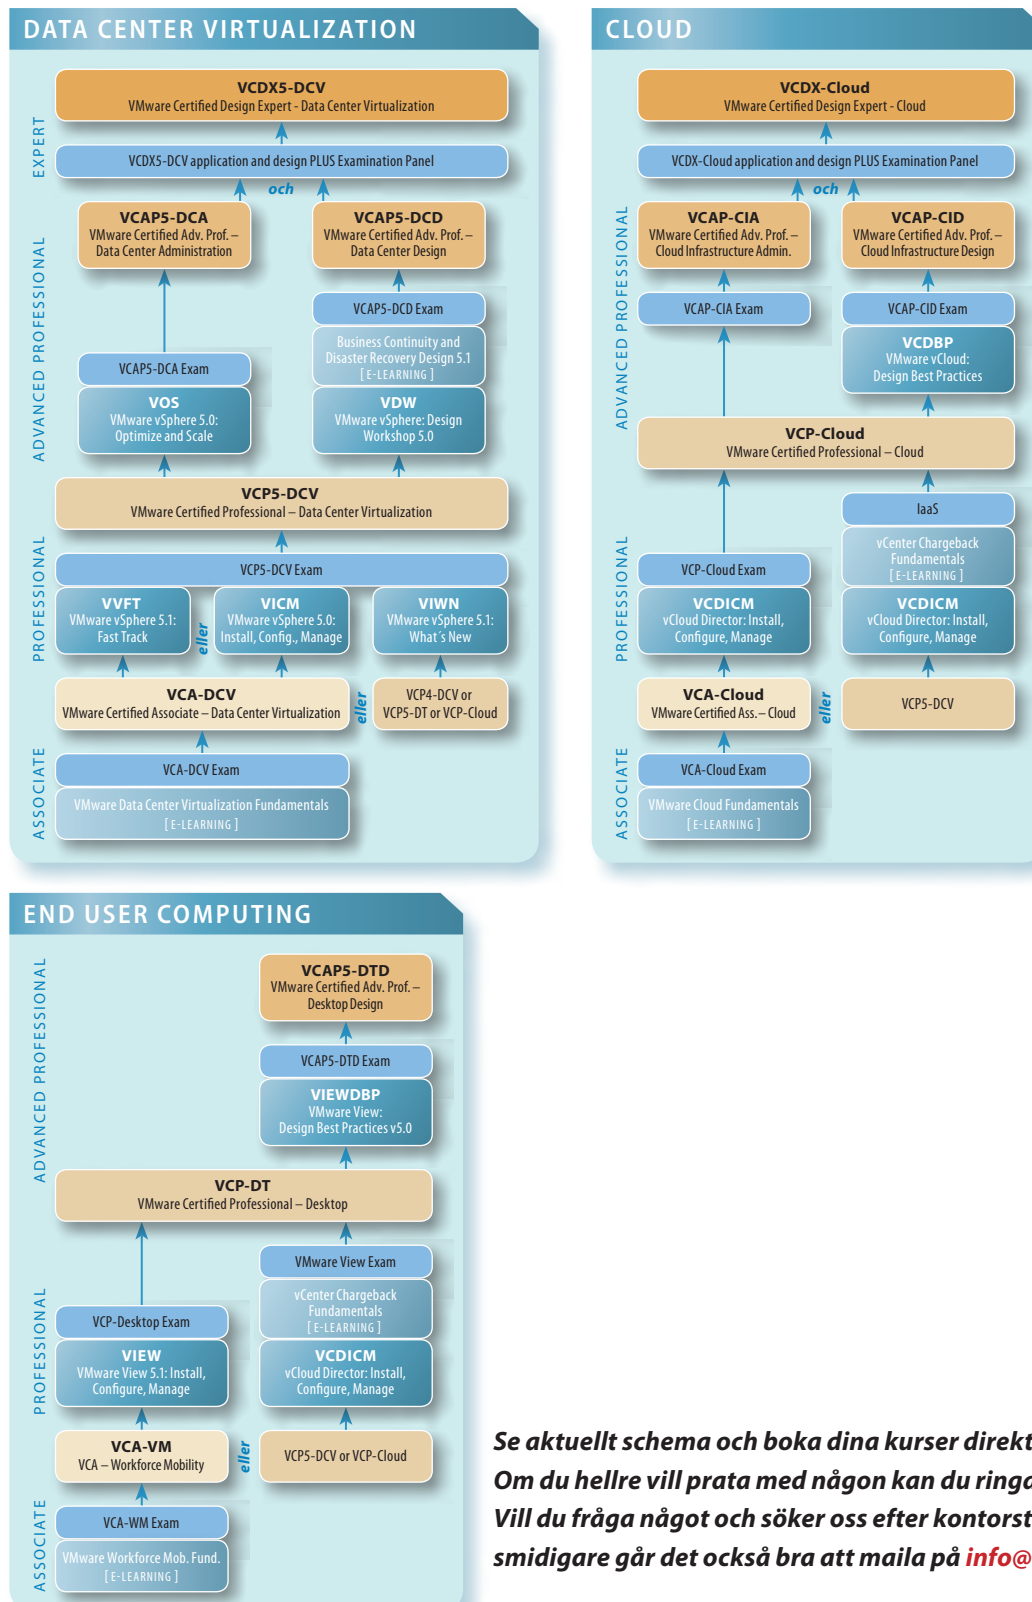 DATA CENTER VIRTUALIZATION
EXPERT
VCDX5-DCV
VMware Certified Design Expert - Data Center Virtualization
VCDX5-DCV application and design PLUS Examination Panel
och
ADVANCED PROFESSIONAL
VCAP5-DCA
VMware Certified Adv. Prof. –
Data Center Administration
VCAP5-DCD
VMware Certified Adv. Prof. –
Data Center Design
VCAP5-DCD Exam
Business Continuity and
Disaster Recovery Design 5.1
[ E-LEARNING ]
VCAP5-DCA Exam
VOS
VMware vSphere 5.0:
Optimize and Scale
VDW
VMware vSphere: Design
Workshop 5.0
PROFESSIONAL
VCP5-DCV
VMware Certified Professional – Data Center Virtualization
VCP5-DCV Exam
VVFT
VMware vSphere 5.1:
Fast Track
eller
VICM
VMware vSphere 5.0:
Install, Config., Manage
VIWN
VMware vSphere 5.1:
What´s New
ASSOCIATE
VCA-DCV
VMware Certified Associate – Data Center Virtualization
eller
VCP4-DCV or
VCP5-DT or VCP-Cloud
VCA-DCV Exam
VMware Data Center Virtualization Fundamentals
[ E-LEARNING ]
CLOUD
VCDX-Cloud
VMware Certified Design Expert - Cloud
VCDX-Cloud application and design PLUS Examination Panel
och
ADVANCED PROFESSIONAL
VCAP-CIA
VMware Certified Adv. Prof. –
Cloud Infrastructure Admin.
VCAP-CID
VMware Certified Adv. Prof. –
Cloud Infrastructure Design
VCAP-CIA Exam
VCAP-CID Exam
VCDBP
VMware vCloud:
Design Best Practices
VCP-Cloud
VMware Certified Professional – Cloud
PROFESSIONAL
IaaS
vCenter Chargeback
Fundamentals
[ E-LEARNING ]
VCP-Cloud Exam
VCDICM
vCloud Director: Install,
Configure, Manage
VCDICM
vCloud Director: Install,
Configure, Manage
ASSOCIATE
VCA-Cloud
VMware Certified Ass.– Cloud
eller
VCP5-DCV
VCA-Cloud Exam
VMware Cloud Fundamentals
[ E-LEARNING ]
END USER COMPUTING
ADVANCED PROFESSIONAL
VCAP5-DTD
VMware Certified Adv. Prof. –
Desktop Design
VCAP5-DTD Exam
VIEWDBP
VMware View:
Design Best Practices v5.0
VCP-DT
VMware Certified Professional – Desktop
PROFESSIONAL
VMware View Exam
vCenter Chargeback
Fundamentals
[ E-LEARNING ]
VCP-Desktop Exam
VIEW
VMware View 5.1: Install,
Configure, Manage
VCDICM
vCloud Director: Install,
Configure, Manage
ASSOCIATE
VCA-VM
VCA – Workforce Mobility
eller
VCP5-DCV or VCP-Cloud
VCA-WM Exam
VMware Workforce Mob. Fund.
[ E-LEARNING ]
Se aktuellt schema och boka dina kurser direkt
Om du hellre vill prata med någon kan du ringa
Vill du fråga något och söker oss efter kontorst
smidigare går det också bra att maila på info@